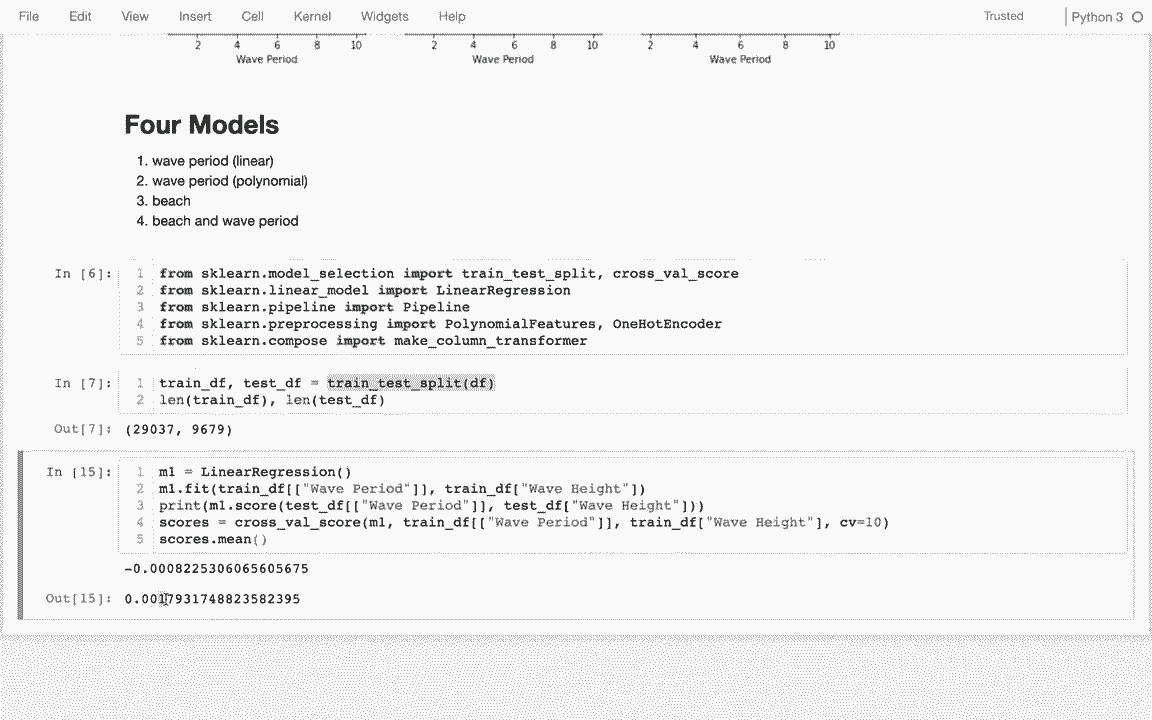 File Edit View Insert Cell Kernel Widgets Help Trusted Python 3
2 4 6 8 10 2 4 6 8 10 2 4 6 8 10
Wave Period Wave Period Wave Period
Four Models
1. wave period (linear)
2. wave period (polynomial)
3. beach
4. beach and wave period
In [6]: 1 from sklearn.model_selection import train_test_split, cross_val_score
2 from sklearn.linear_model import LinearRegression
3 from sklearn.pipeline import Pipeline
4 from sklearn.preprocessing import PolynomialFeatures, OneHotEncoder
5 from sklearn.compose import make_column_transformer
In [7]: 1 train_df, test_df = train_test_split(df)
2 len(train_df), len(test_df)
Out[7]: (29037, 9679)
In [15]: 1 m1 = LinearRegression()
2 m1.fit(train_df[["Wave Period"]], train_df["Wave Height"])
3 print(m1.score(test_df[["Wave Period"]], test_df["Wave Height"]))
4 scores = cross_val_score(m1, train_df[["Wave Period"]], train_df["Wave Height"], cv=10)
5 scores.mean()
-0.0008225306065605675
Out[15]: 0.0017931748823582395